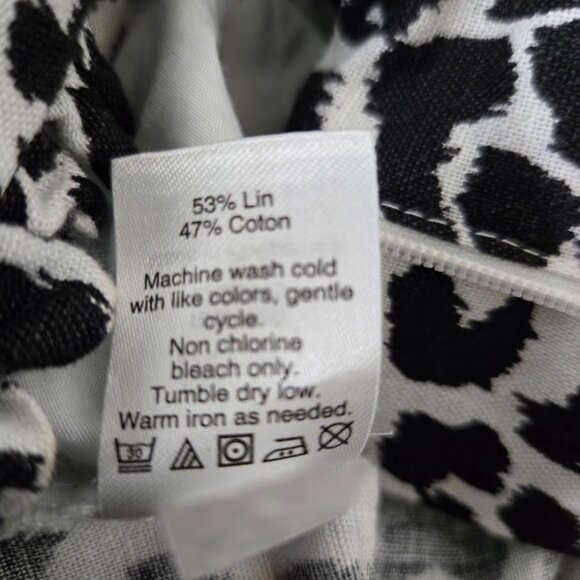 53% Lin
47% Coton
Machine wash cold
with like colors, gentle
cycle.
Non chlorine
bleach only.
Tumble dry low.
Warm iron as needed.
30